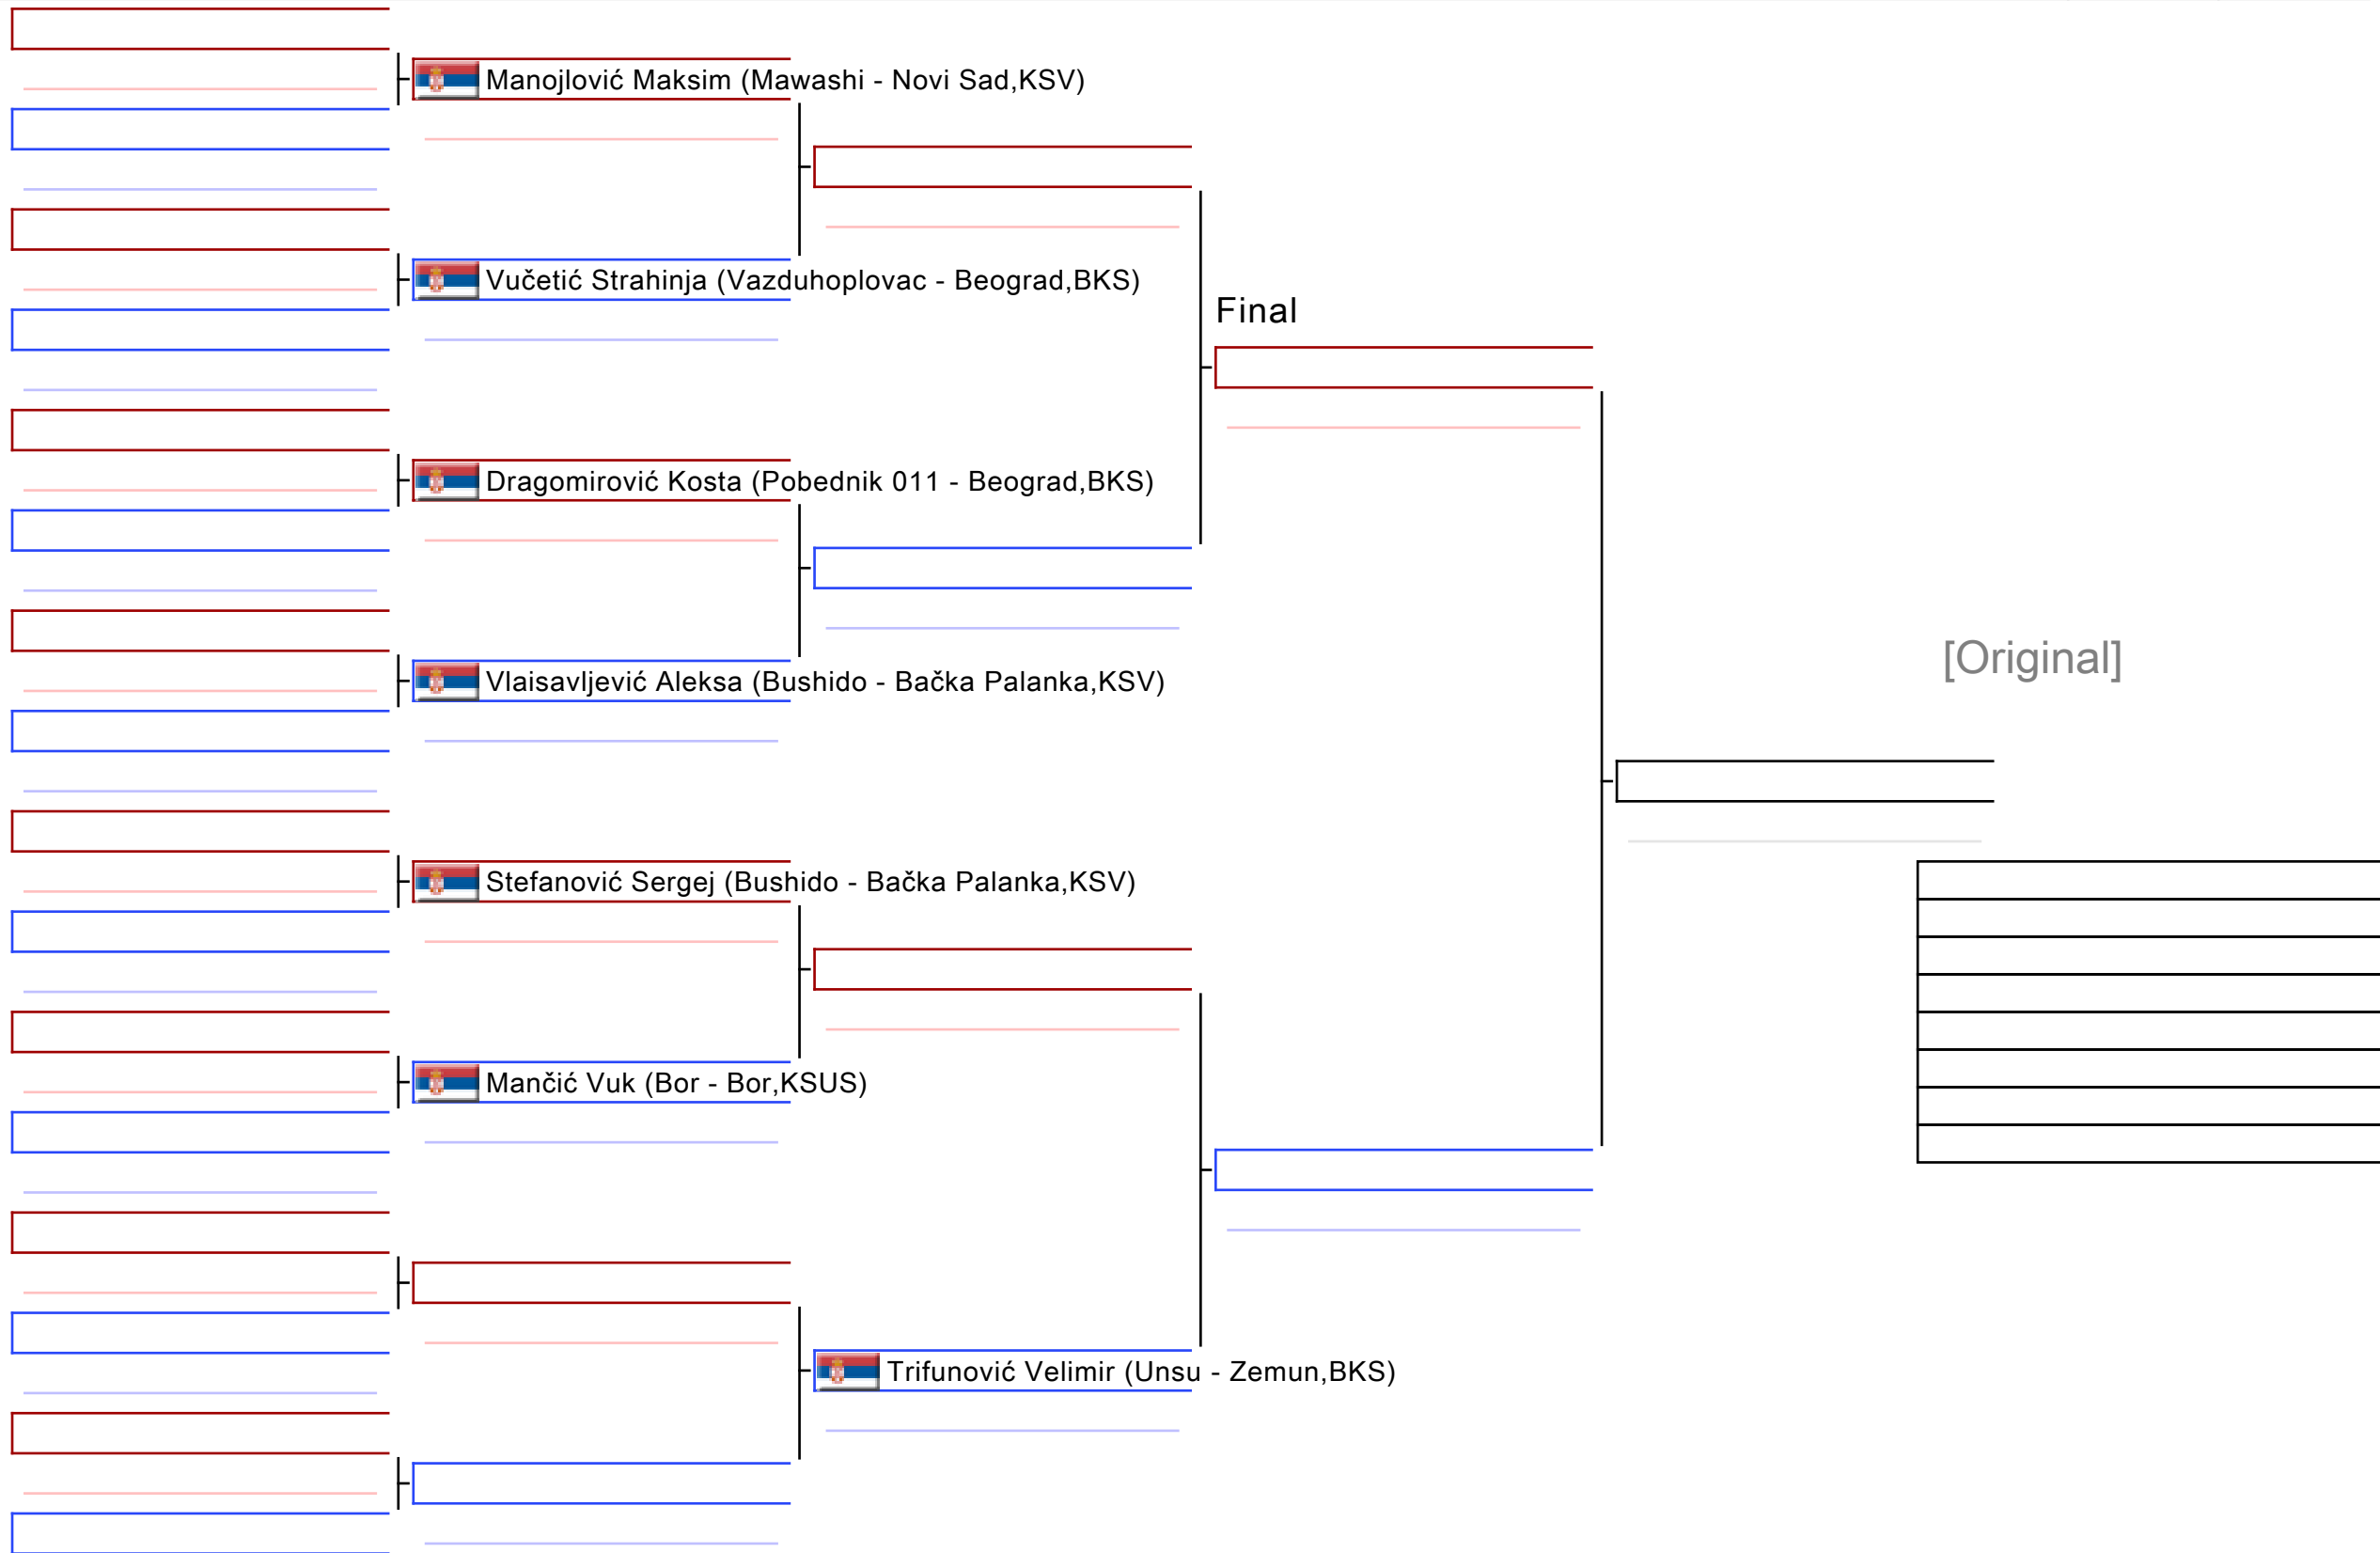 Manojlović Maksim (Mawashi - Novi Sad,KSV)
Vučetić Strahinja (Vazduhoplovac - Beograd,BKS)
Final
Dragomirović Kosta (Pobednik 011 - Beograd,BKS)
[Original]
Vlaisavljević Aleksa (Bushido - Bačka Palanka,KSV)
Stefanović Sergej (Bushido - Bačka Palanka,KSV)
Mančić Vuk (Bor - Bor,KSUS)
Trifunović Velimir (Unsu - Zemun,BKS)